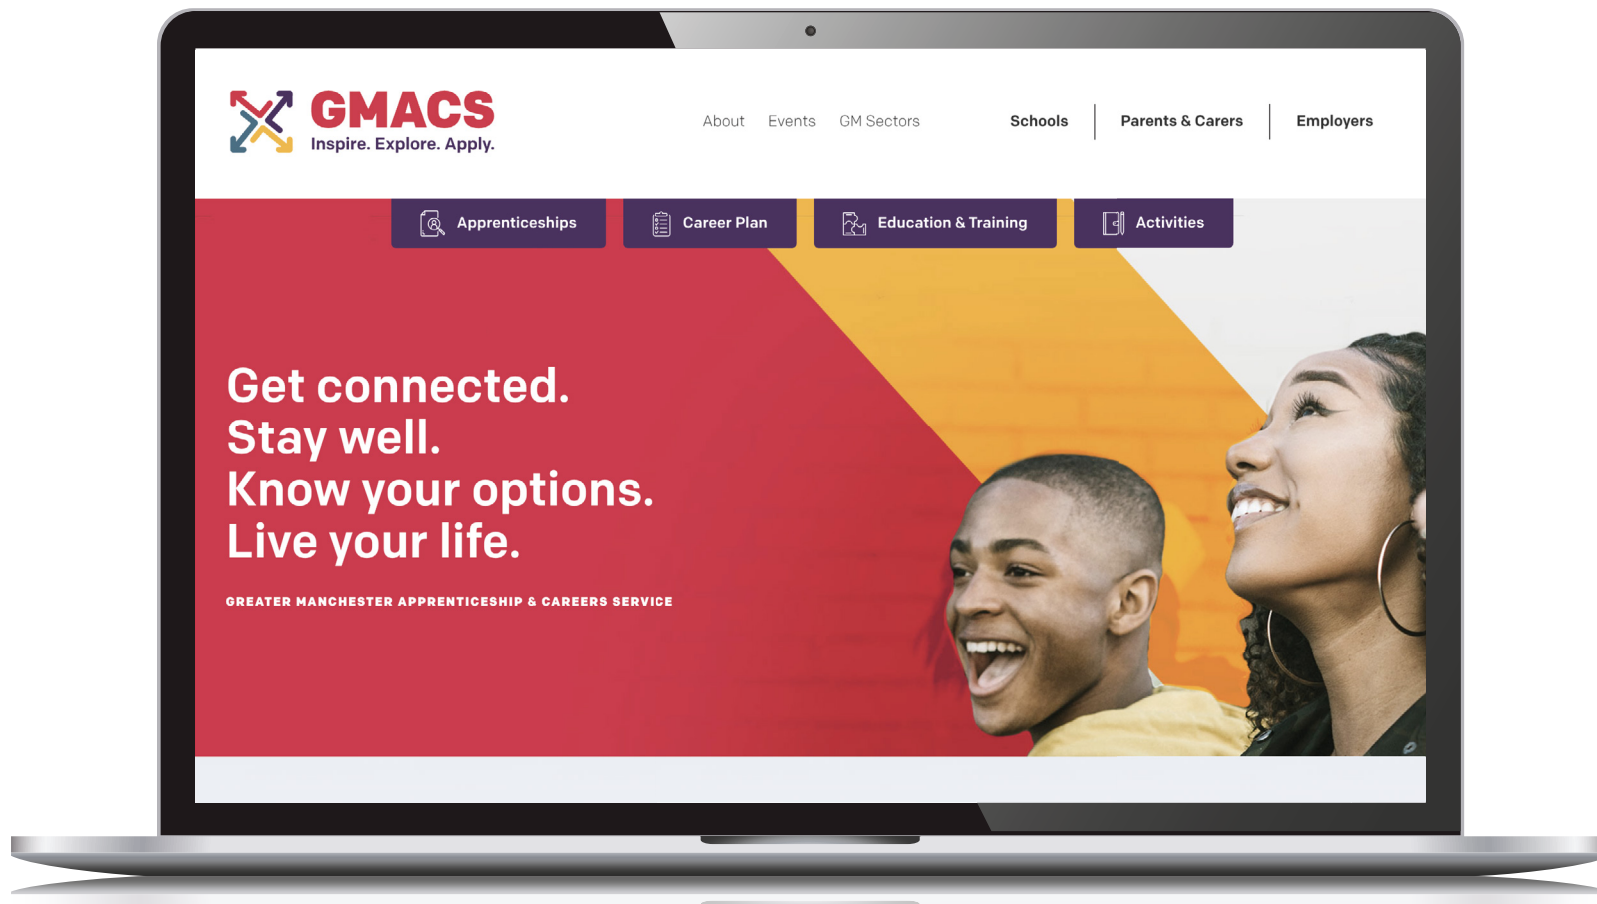 GMACS
Inspire. Explore. Apply.
About Events GM Sectors Schools Parents & Carers Employers
Apprenticeships Career Plan Education & Training Activities
Get connected.
Stay well.
Know your options.
Live your life.
GREATER MANCHESTER APPRENTICESHIP & CAREERS SERVICE